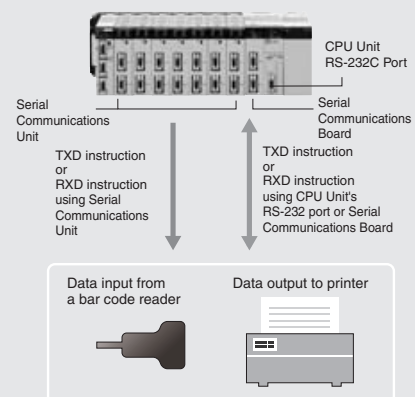 CPU Unit
RS-232C Port
Serial
Communications
Unit
Serial
Communications
Board
TXD instruction
or
RXD instruction
using Serial
Communications
Unit
TXD instruction
or
RXD instruction
using CPU Unit's
RS-232 port or Serial
Communications Board
Data input from
a bar code reader
Data output to printer